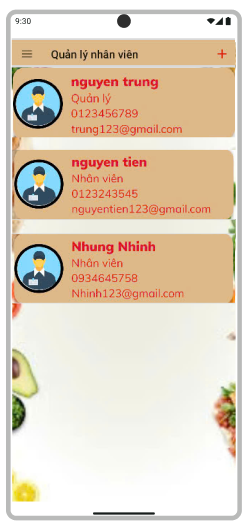 9:30
Quản lý nhân viên
nguyen trung
Quản lý
0123456789
trung123@gmail.com
nguyen tien
Nhân viên
0123243545
nguyentien123@gmail.com
Nhung Nhinh
Nhân viên
0934645758
Nhinh123@gmail.com